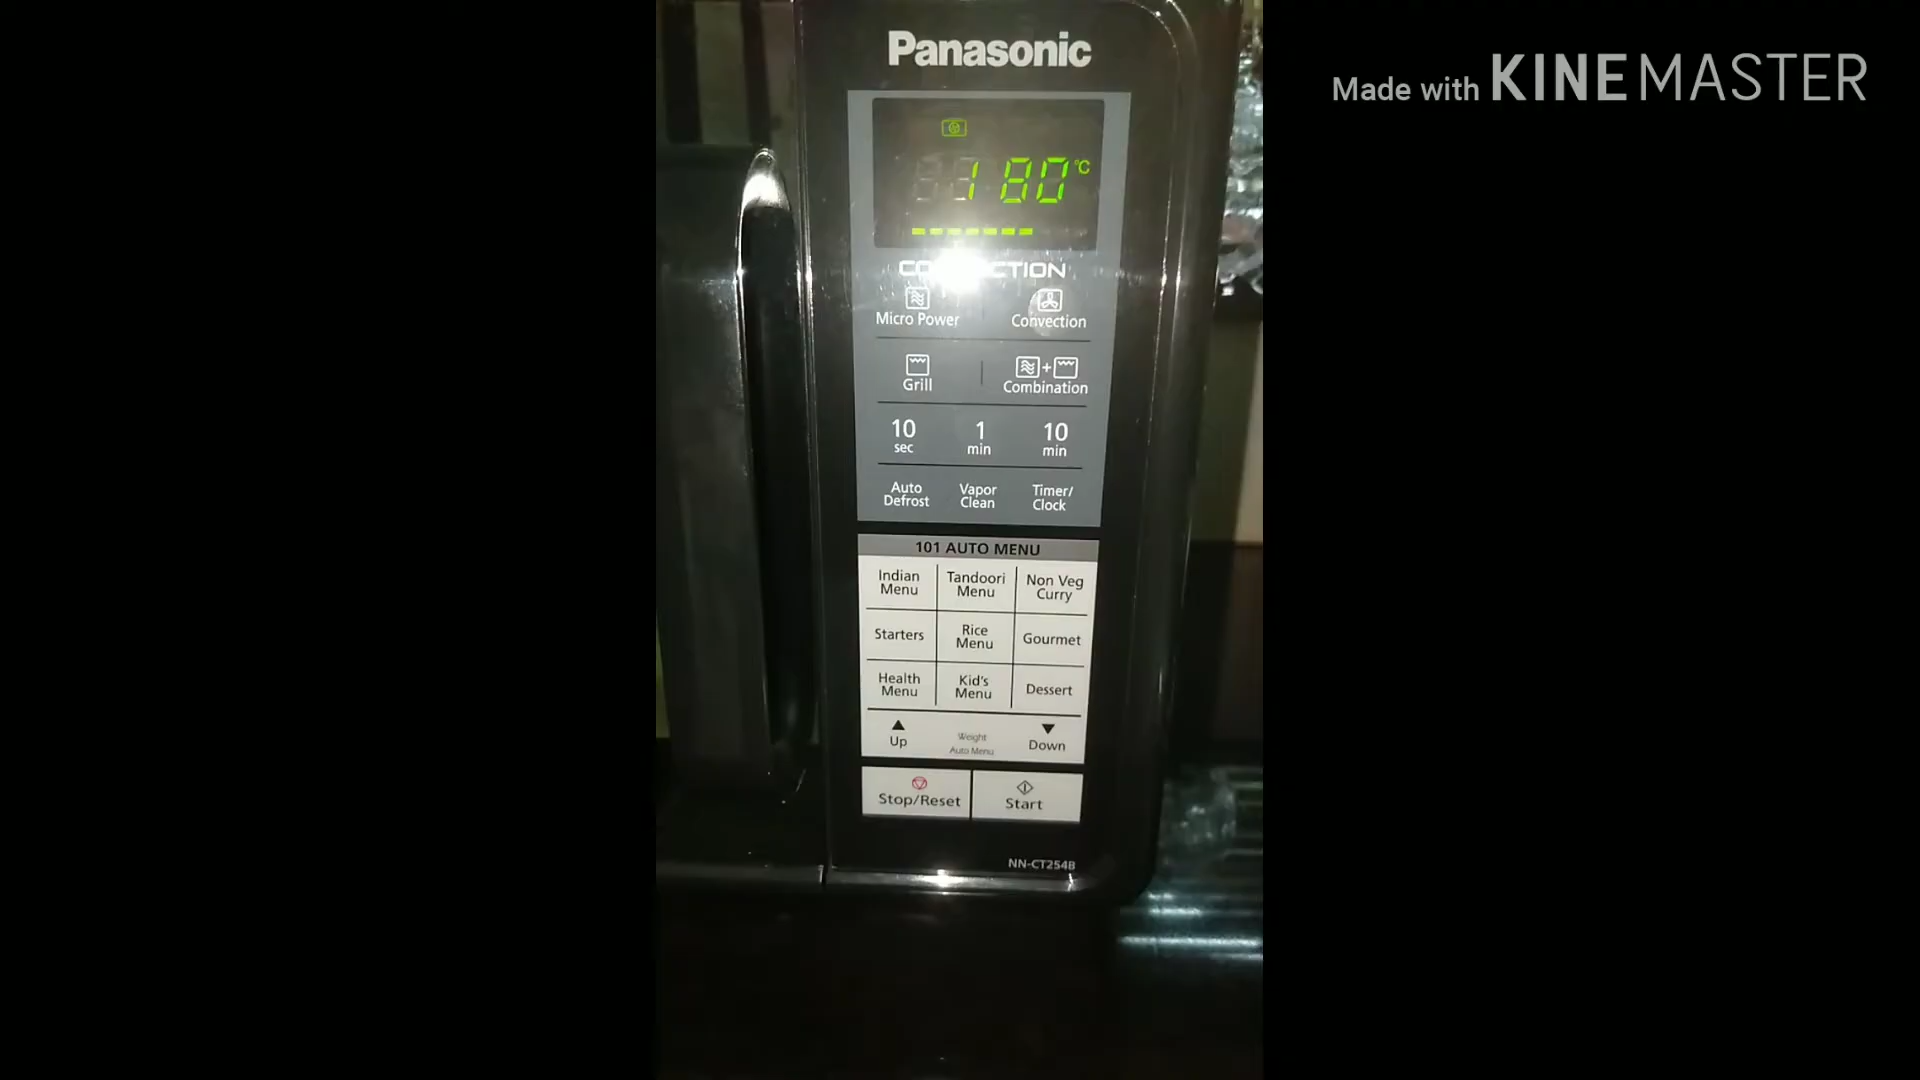 Panasonic
Made with KINEMASTER
180°C
Micro Power
Convection
Grill
+
Combination
10 sec
1 min
10 min
Auto Defrost
Vapor Clean
Timer/ Clock
101 AUTO MENU
Indian Menu
Tandoori Menu
Non Veg Curry
Starters
Rice Menu
Gourmet
Health Menu
Kid's Menu
Dessert
Up
Weight
Auto Menu
Down
Stop/Reset
Start
NN-CT254B